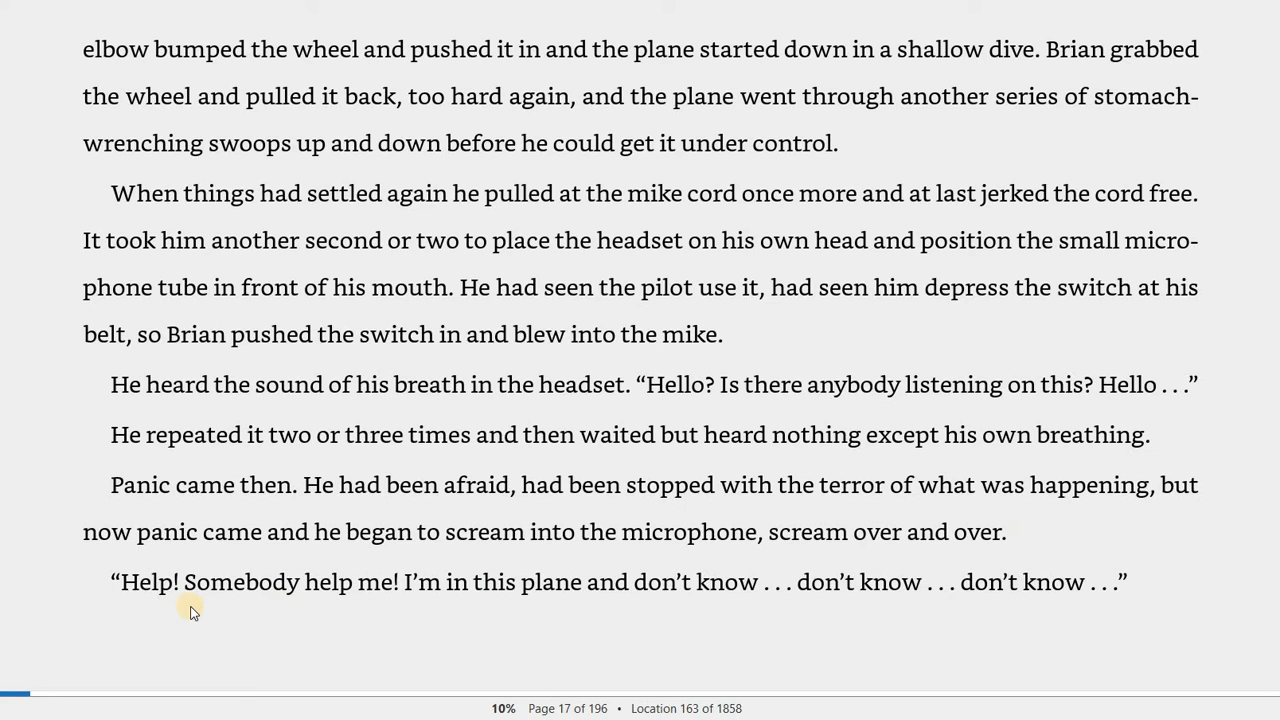 elbow bumped the wheel and pushed it in and the plane started down in a shallow dive. Brian grabbed
the wheel and pulled it back, too hard again, and the plane went through another series of stomach-
wrenching swoops up and down before he could get it under control.
When things had settled again he pulled at the mike cord once more and at last jerked the cord free.
It took him another second or two to place the headset on his own head and position the small micro-
phone tube in front of his mouth. He had seen the pilot use it, had seen him depress the switch at his
belt, so Brian pushed the switch in and blew into the mike.
He heard the sound of his breath in the headset. “Hello? Is there anybody listening on this? Hello . . .”
He repeated it two or three times and then waited but heard nothing except his own breathing.
Panic came then. He had been afraid, had been stopped with the terror of what was happening, but
now panic came and he began to scream into the microphone, scream over and over.
“Help! Somebody help me! I’m in this plane and don’t know . . . don’t know . . . don’t know . . .”
10% Page 17 of 196 • Location 163 of 1858